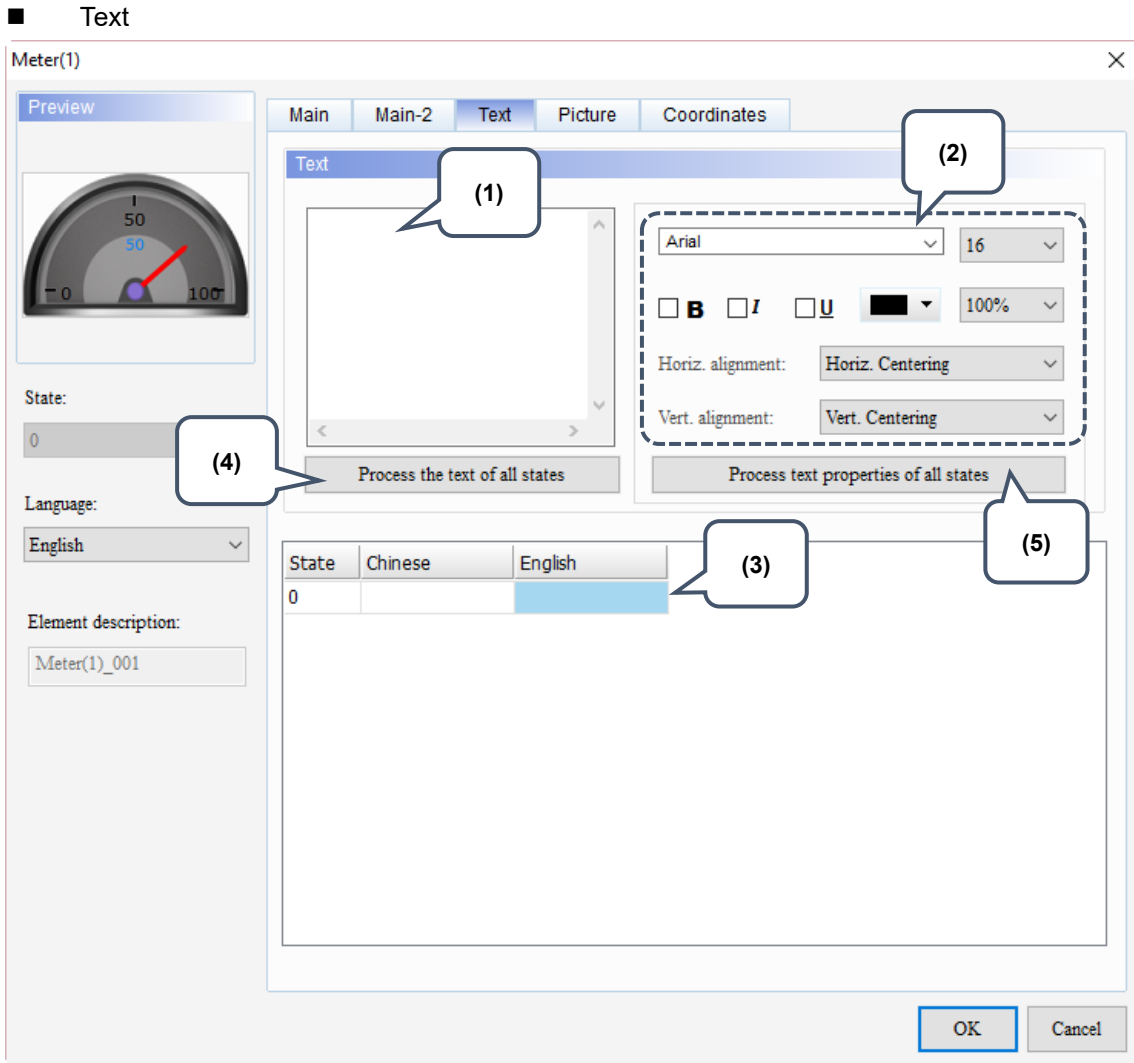 ■ Text
Meter(1)
Preview
50
50
0
100
State:
0
Language:
English
Element description:
Meter(1)_001
Main Main-2 Text Picture Coordinates
Text
(1)
(2)
Arial 16
B I U 100%
Horiz. alignment: Horiz. Centering
Vert. alignment: Vert. Centering
(4)
Process the text of all states
Process text properties of all states
(5)
(3)
State Chinese English
0
OK Cancel